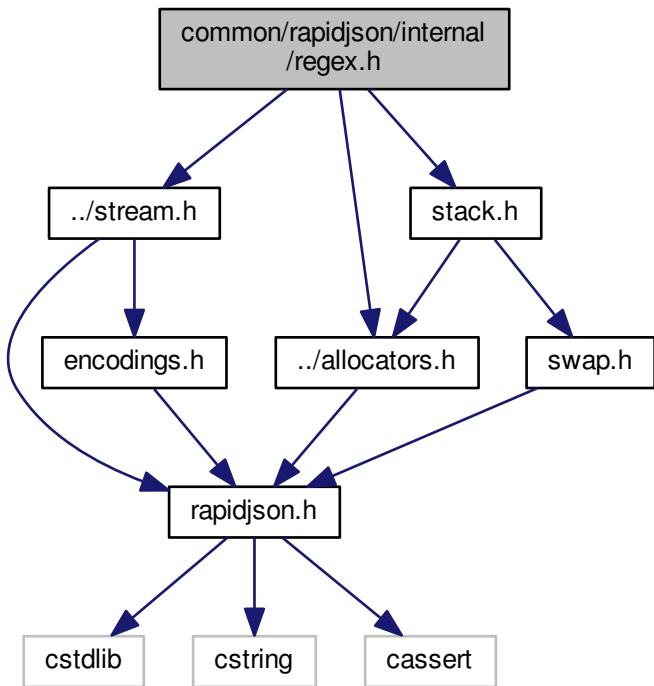 common/rapidjson/internal
/regex.h
../stream.h
stack.h
encodings.h
../allocators.h
swap.h
rapidjson.h
cstdlib
cstring
cassert